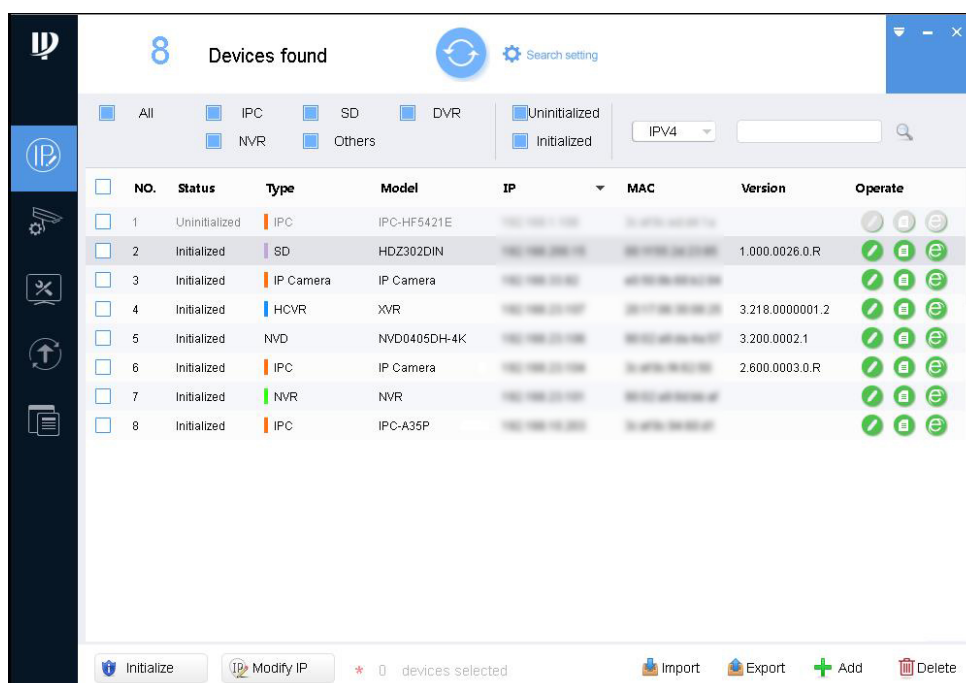 8 Devices found Search setting
All IPC SD DVR Uninitialized
NVR Others Initialized IPV4
NO. Status Type Model IP MAC Version Operate
1 Uninitialized IPC IPC-HF5421E
2 Initialized SD HDZ302DIN 1.000.0026.0.R
3 Initialized IP Camera IP Camera
4 Initialized HCVR XVR 3.218.0000001.2
5 Initialized NVD NVD0405DH-4K 3.200.0002.1
6 Initialized IPC IP Camera 2.600.0003.0.R
7 Initialized NVR NVR
8 Initialized IPC IPC-A35P
Initialize IP Modify IP * 0 devices selected Import Export Add Delete